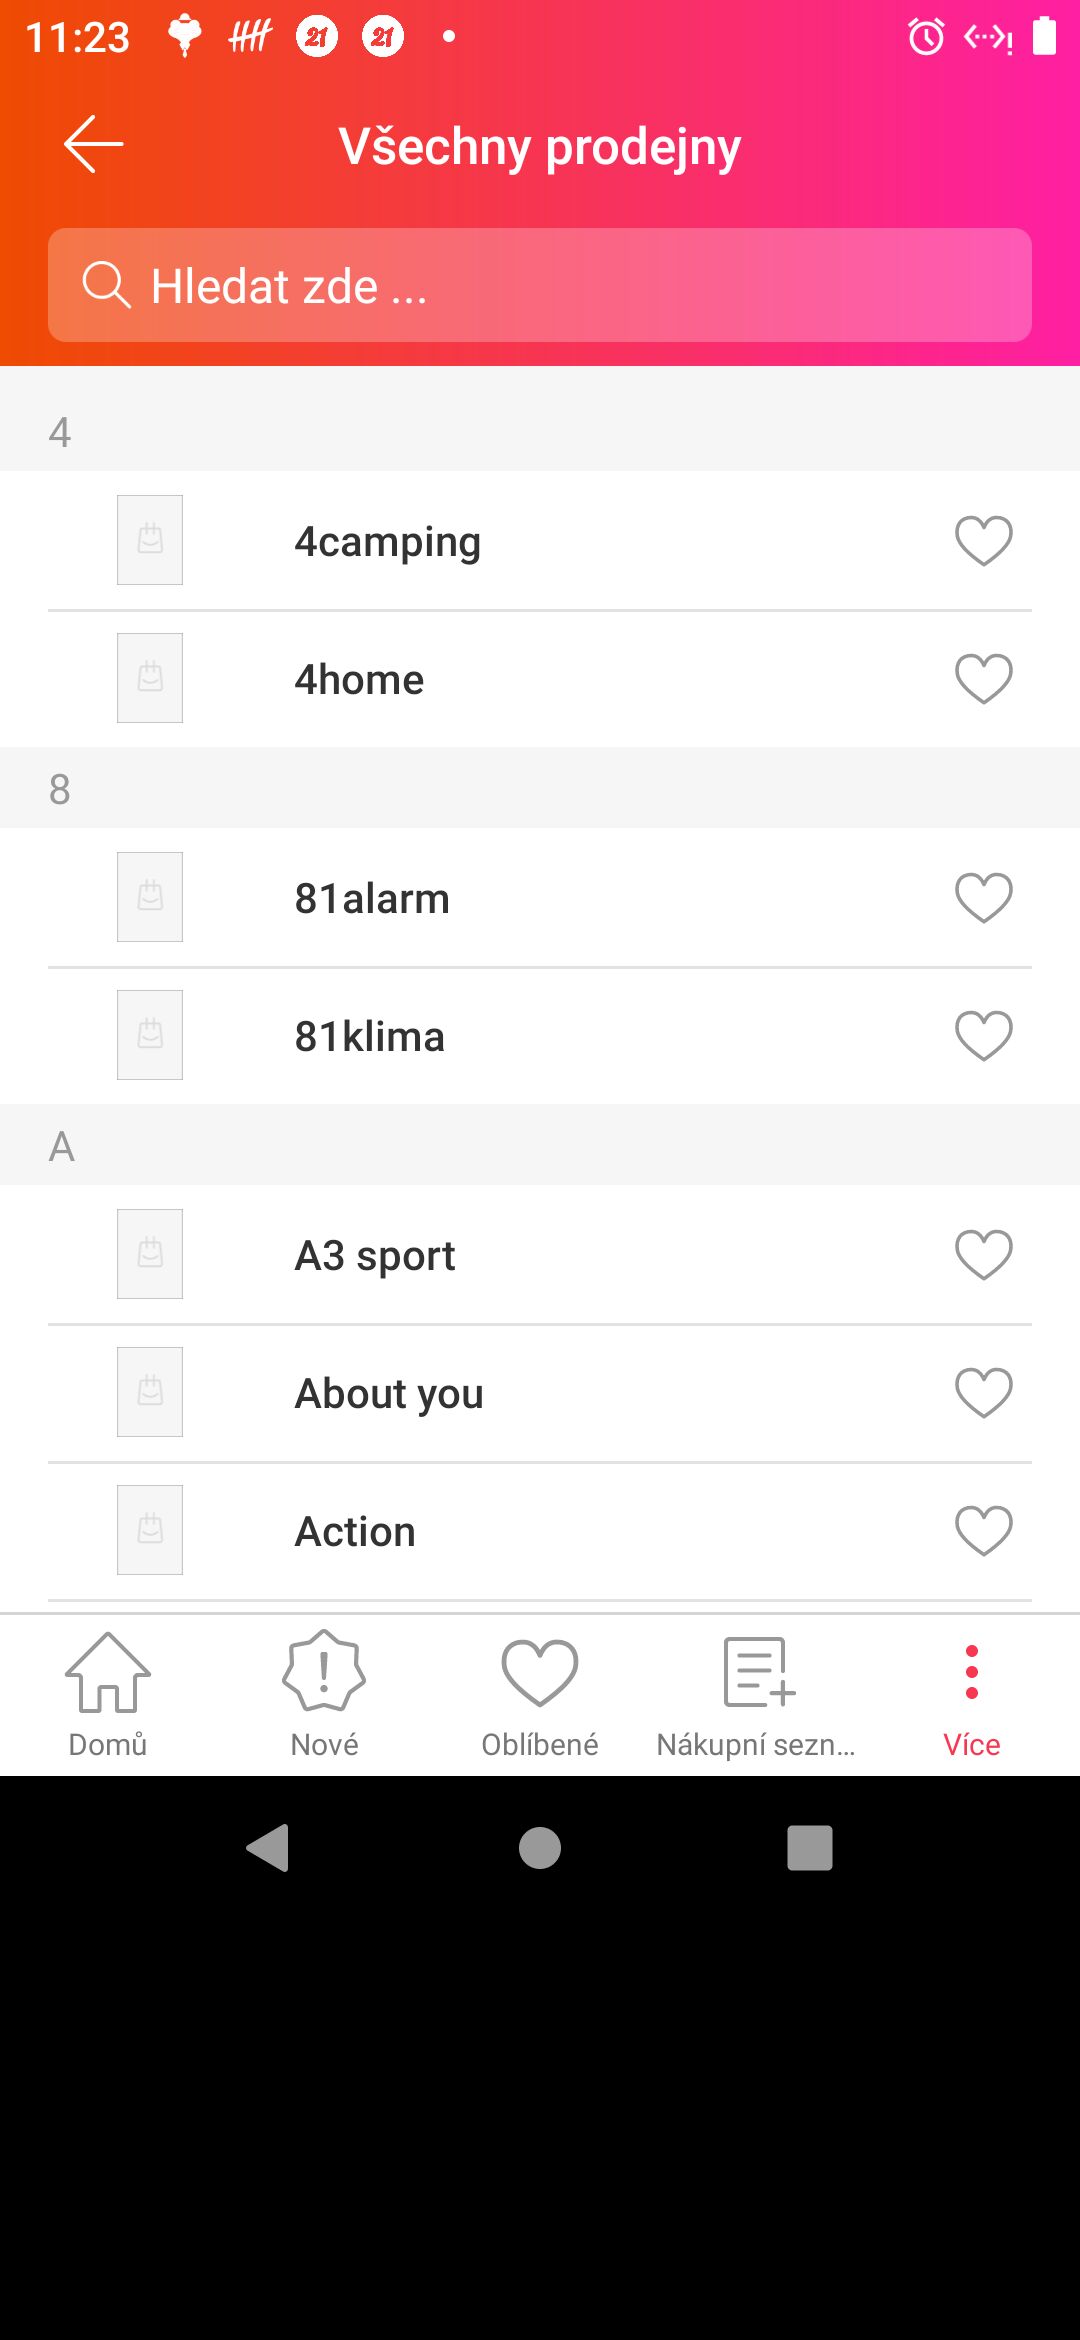 11:23
21 21
Všechny prodejny
Hledat zde ...
4
4camping
4home
8
81alarm
81klima
A
A3 sport
About you
Action
Domů Nové Oblíbené Nákupní sezn... Více